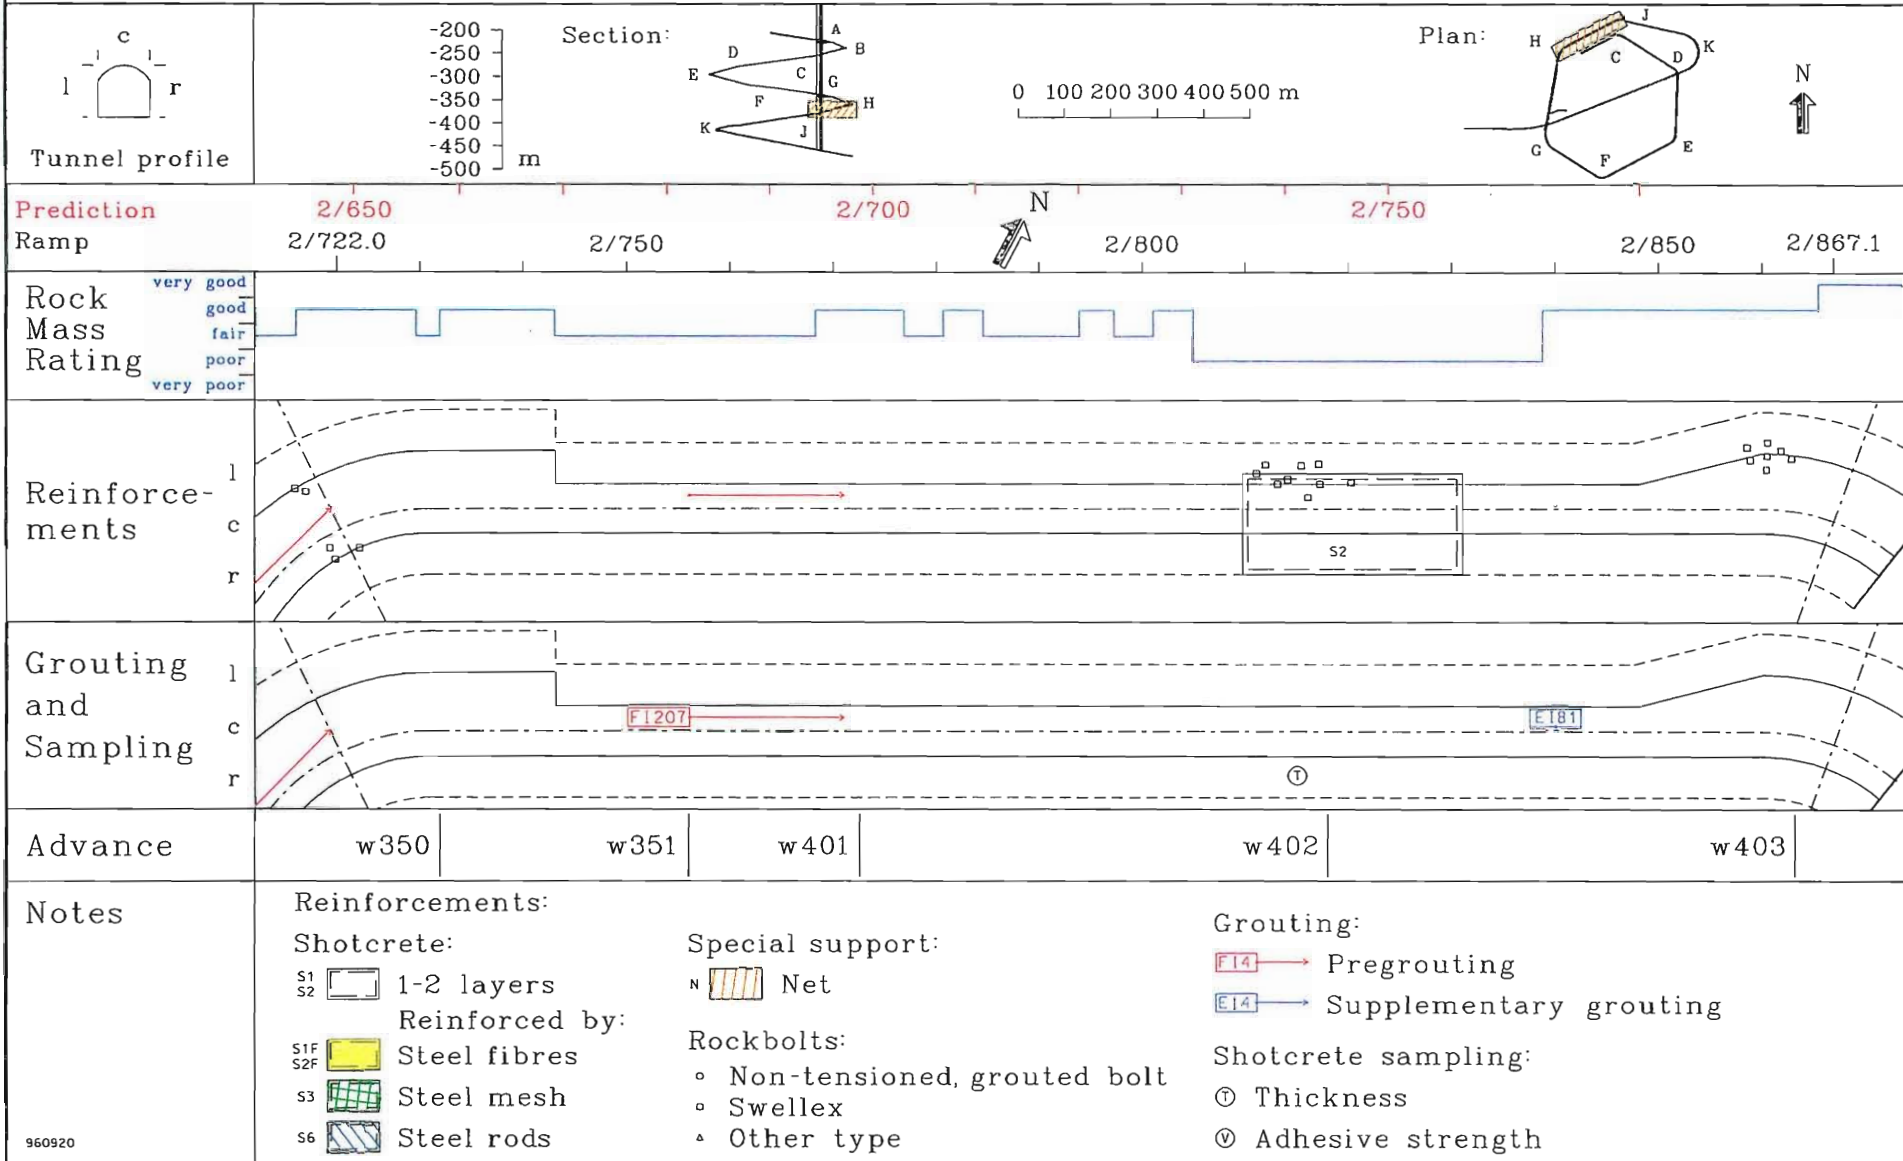 c
l r
Tunnel profile
-200
-250
-300
-350
-400
-450
-500
m
Section:
A
B
D
C
E
G
F
H
J
K
0 100 200 300 400 500 m
Plan:
J
H
K
C
D
G
F
E
N
Prediction 2/650 2/700 2/750
N
Ramp 2/722.0 2/750 2/800 2/850 2/867.1
Rock
Mass
Rating
very good
good
fair
poor
very poor
Reinforce-
ments
l
c
r
S2
Grouting
and
Sampling
l
c
r
F1207
E181
T
Advance w350 w351 w401 w402 w403
Notes
Reinforcements:
Shotcrete:
S1
S2
1-2 layers
Reinforced by:
S1F
S2F
Steel fibres
S3 Steel mesh
S6 Steel rods
Special support:
N Net
Rockbolts:
Non-tensioned, grouted bolt
Swellex
Other type
Grouting:
F14 Pregrouting
E14 Supplementary grouting
Shotcrete sampling:
T Thickness
V Adhesive strength
960920